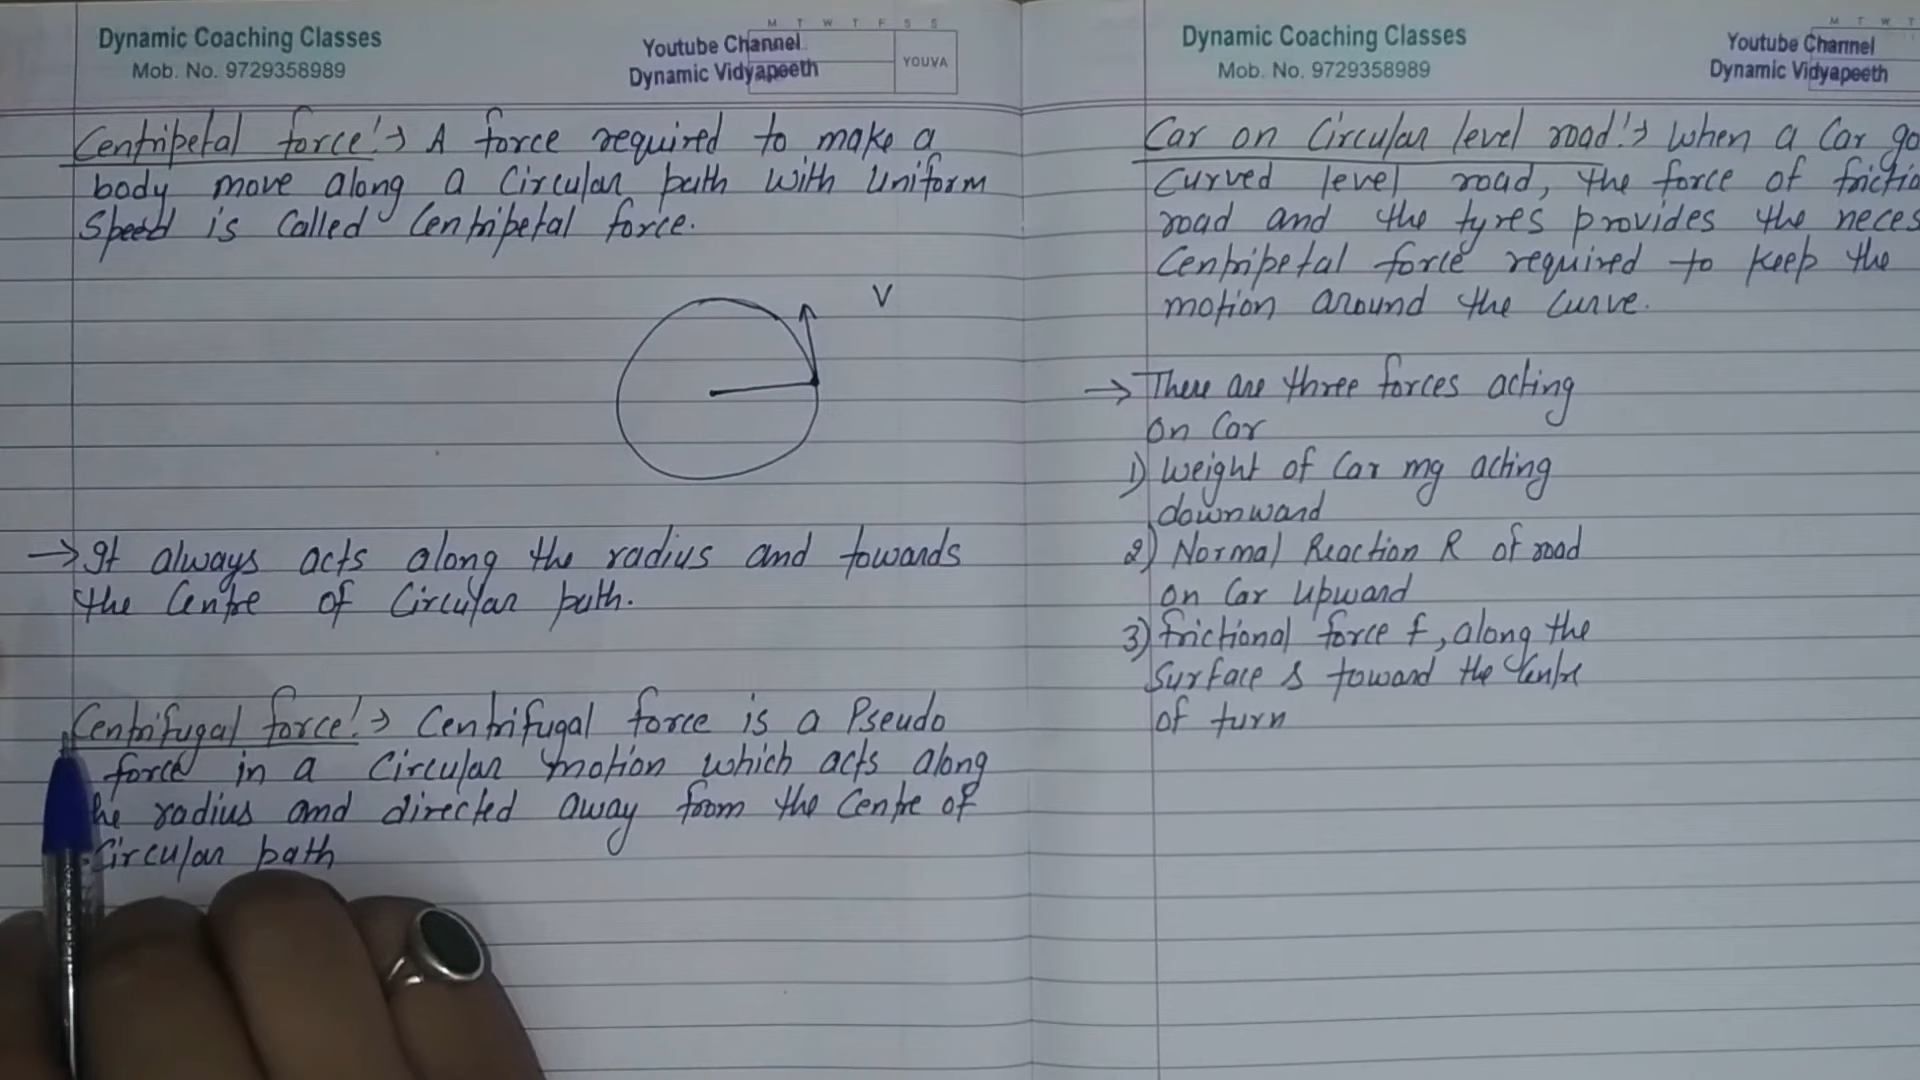 Dynamic Coaching Classes
Mob. No. 9729358989
M T W T F S S
Youtube Channel
Dynamic Vidyapeeth
YOUVA
Centripetal force:→ A force required to make a
body move along a Circular path with Uniform
Speed is Called Centripetal force.
V
→ It always acts along the radius and towards
the Centre of Circular path.
Centrifugal force:→ Centrifugal force is a Pseudo
force in a Circular motion which acts along
he radius and directed away from the Centre of
Circular path
Dynamic Coaching Classes
Mob. No. 9729358989
M T W T
Youtube Channel
Dynamic Vidyapeeth
Car on Circular level road:→ When a Car go
Curved level road, the force of frictio
road and the tyres provides the neces
Centripetal force required to keep the
motion around the Curve.
→ There are three forces acting
on Car
1) Weight of Car mg acting
downward
2) Normal Reaction R of road
on Car Upward
3) frictional force f, along the
Surface & toward the Centre
of turn